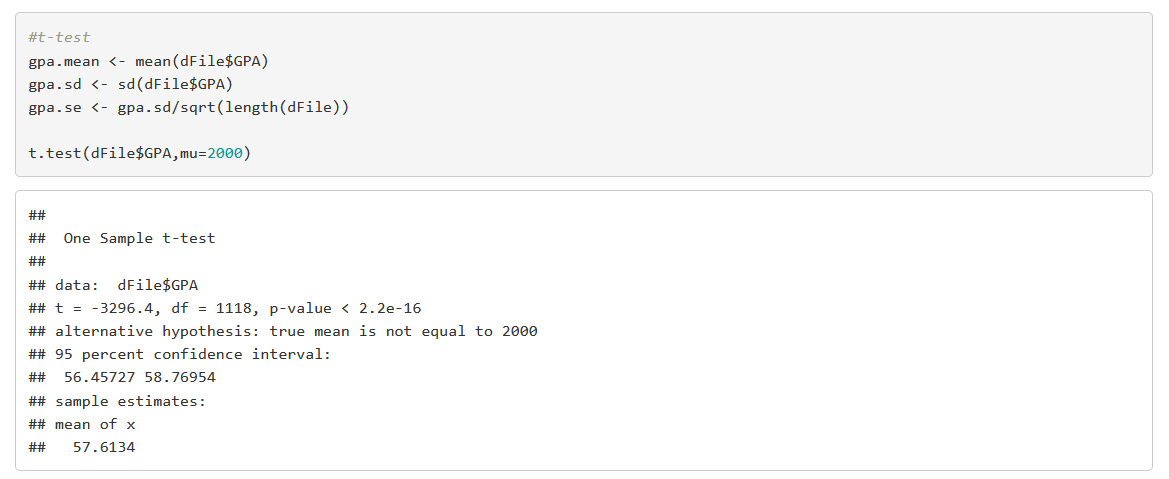 #t-test
gpa.mean <- mean(dFile$GPA)
gpa.sd <- sd(dFile$GPA)
gpa.se <- gpa.sd/sqrt(length(dFile))
t.test(dFile$GPA,mu=2000)
##
##  One Sample t-test
##
## data:  dFile$GPA
## t = -3296.4, df = 1118, p-value < 2.2e-16
## alternative hypothesis: true mean is not equal to 2000
## 95 percent confidence interval:
##  56.45727 58.76954
## sample estimates:
## mean of x
##   57.6134